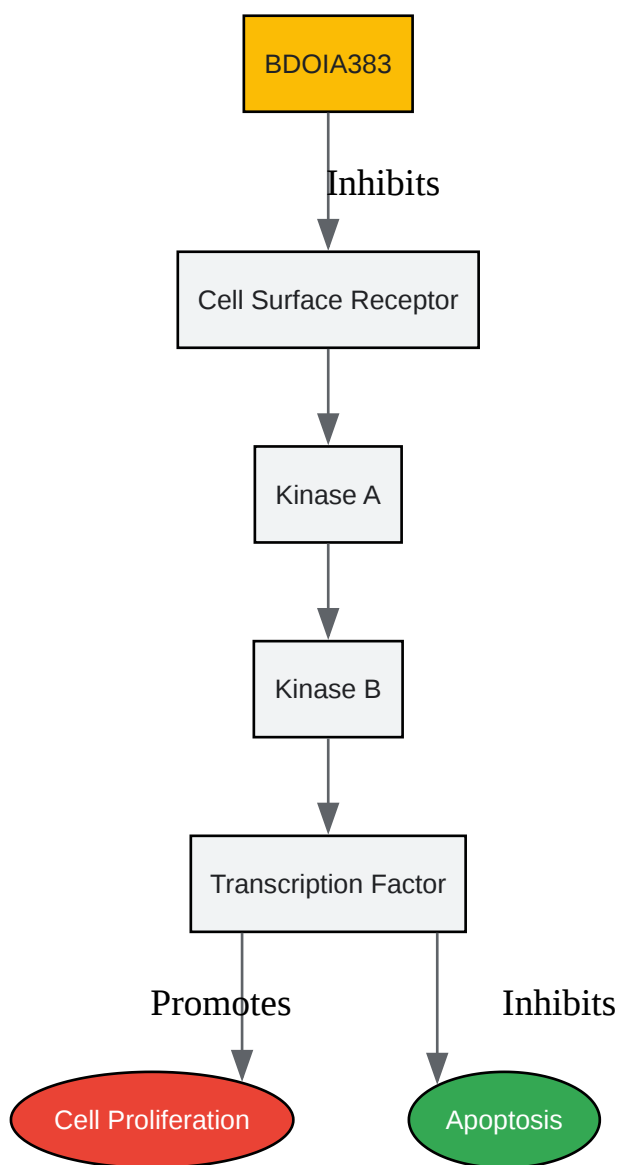 BDOIA383
Inhibits
Cell Surface Receptor
Kinase A
Kinase B
Transcription Factor
Promotes
Inhibits
Cell Proliferation
Apoptosis